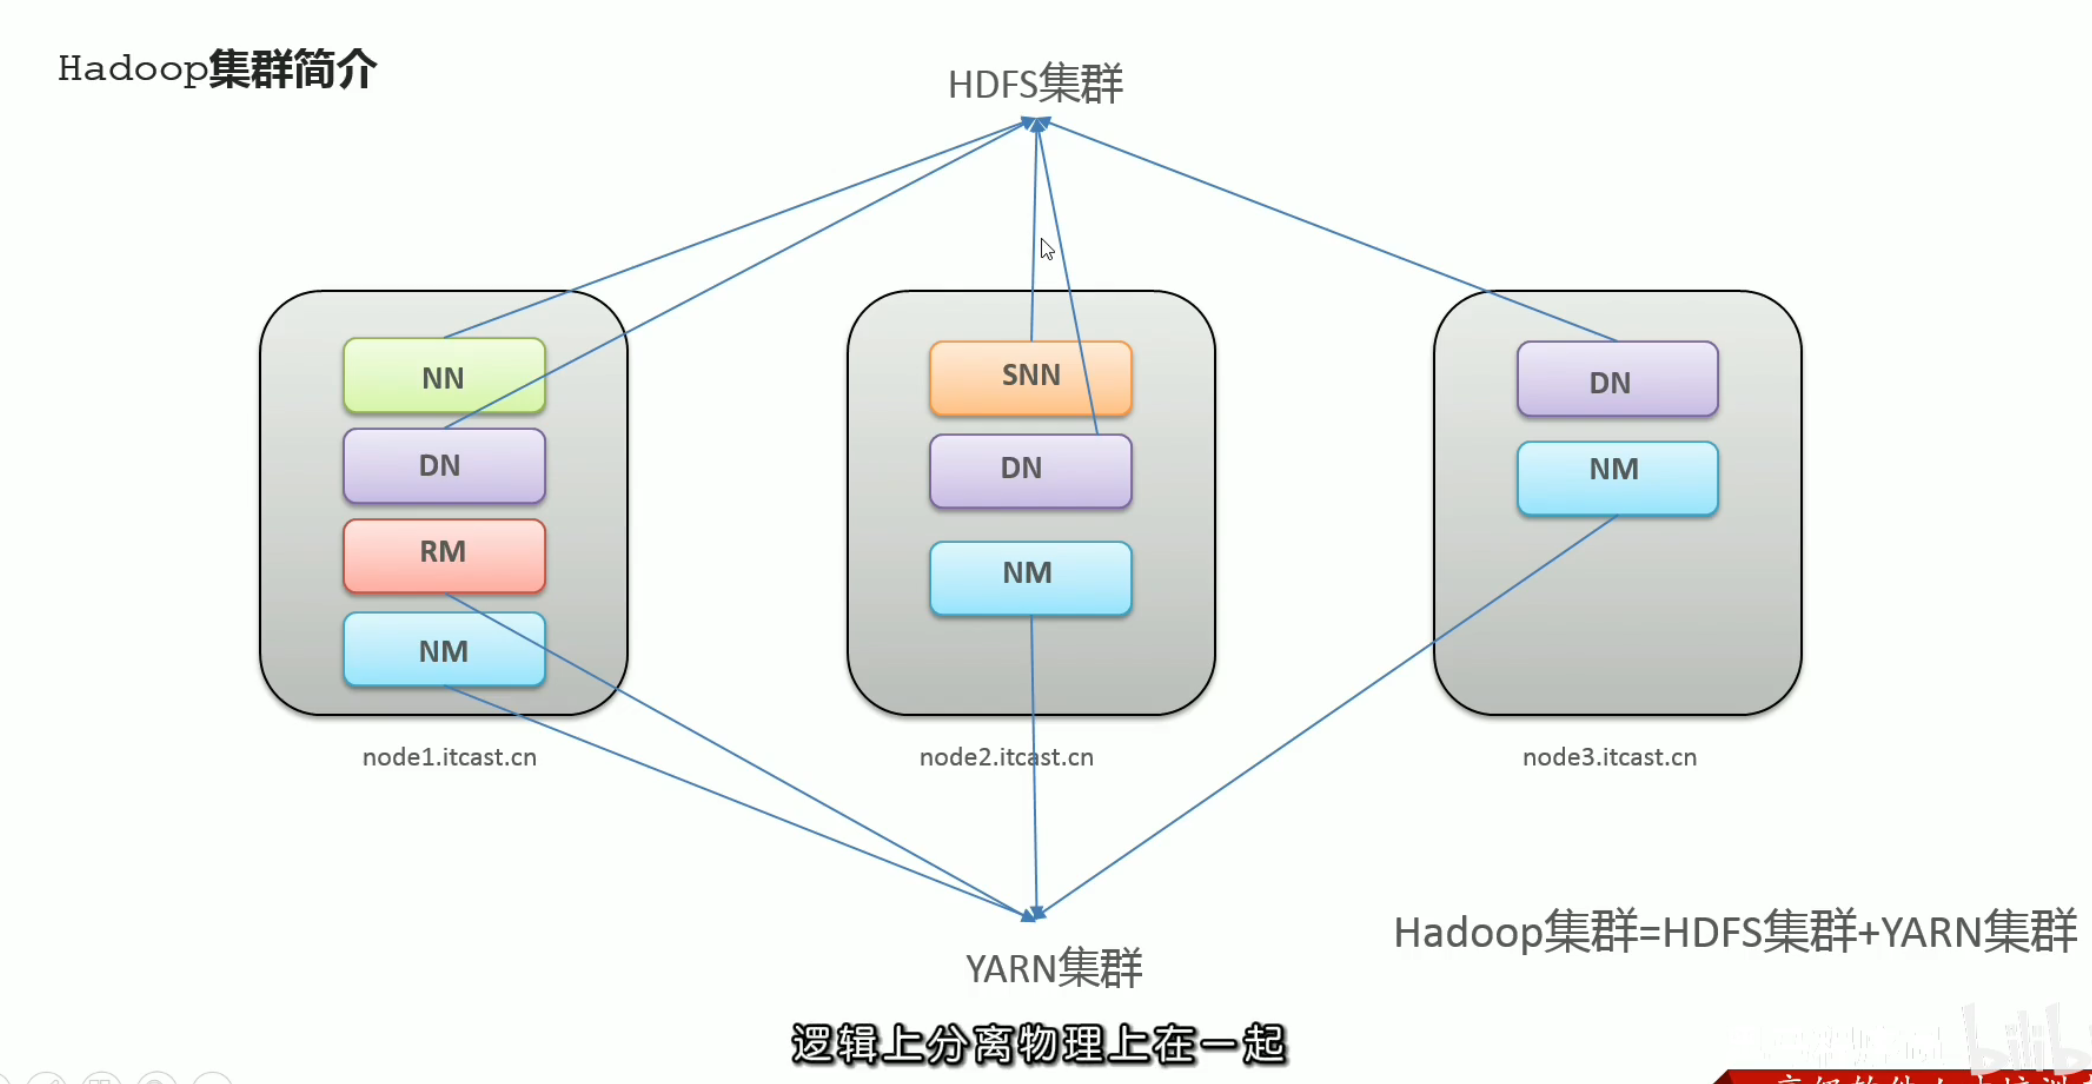 Hadoop集群简介
HDFS集群
NN
DN
RM
NM
node1.itcast.cn
SNN
DN
NM
node2.itcast.cn
DN
NM
node3.itcast.cn
YARN集群
Hadoop集群=HDFS集群+YARN集群
逻辑上分离物理上在一起
bilibili